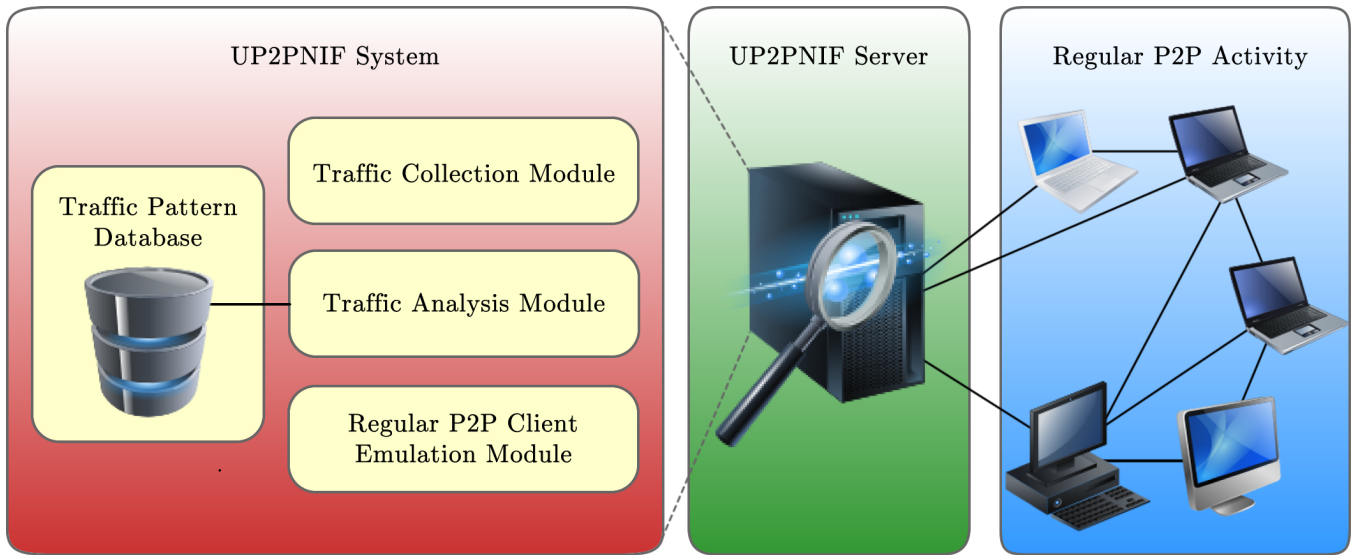 UP2PNIF System
Traffic Pattern
Database
Traffic Collection Module
Traffic Analysis Module
Regular P2P Client
Emulation Module
UP2PNIF Server
Regular P2P Activity